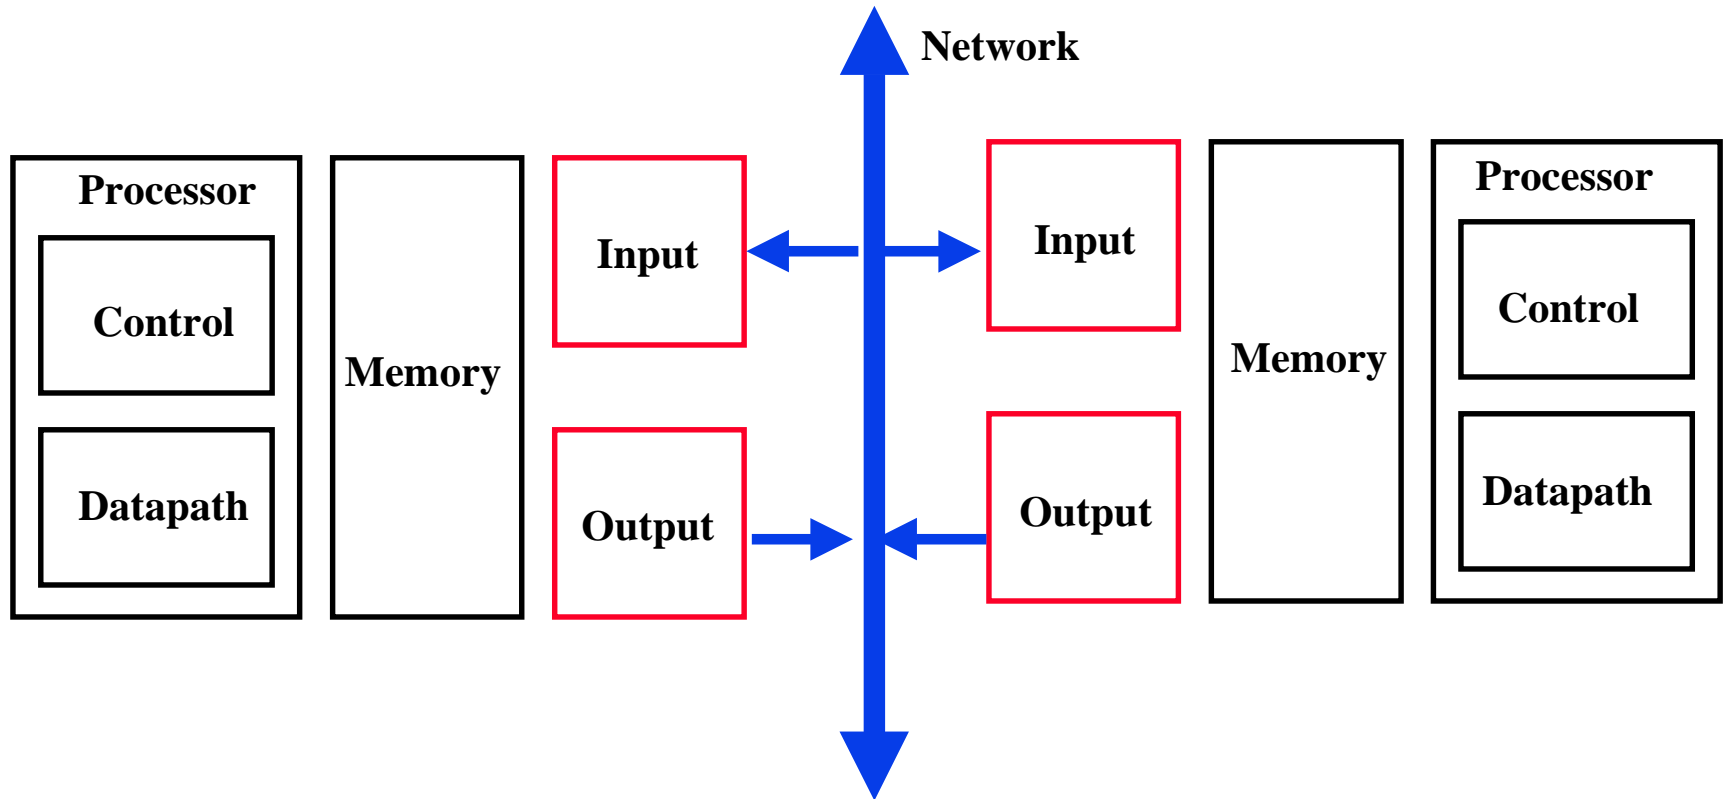 Network
Processor
Control
Datapath
Memory
Input
Output
Input
Output
Memory
Processor
Control
Datapath